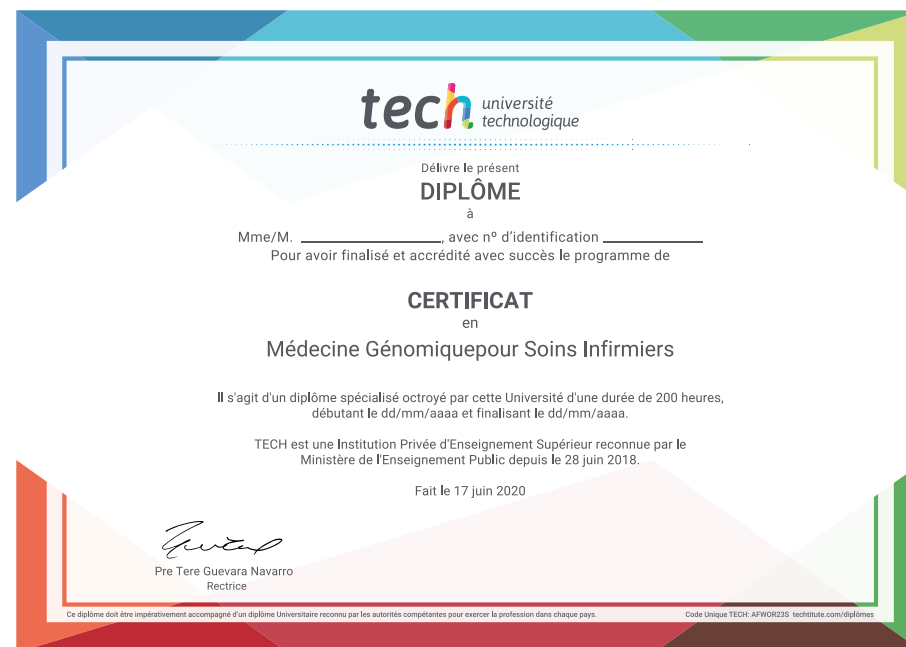 tech université
technologique
Délivre le présent
DIPLÔME
à
Mme/M. ____________________, avec nº d'identification ______________
Pour avoir finalisé et accrédité avec succès le programme de
CERTIFICAT
en
Médecine Génomiquepour Soins Infirmiers
Il s'agit d'un diplôme spécialisé octroyé par cette Université d'une durée de 200 heures,
débutant le dd/mm/aaaa et finalisant le dd/mm/aaaa.
TECH est une Institution Privée d'Enseignement Supérieur reconnue par le
Ministère de l'Enseignement Public depuis le 28 juin 2018.
Fait le 17 juin 2020
Pre Tere Guevara Navarro
Rectrice
Ce diplôme doit être impérativement accompagné d'un diplôme Universitaire reconnu par les autorités compétantes pour exercer la profession dans chaque pays.
Code Unique TECH: AFWOR23S techtitute.com/diplômes